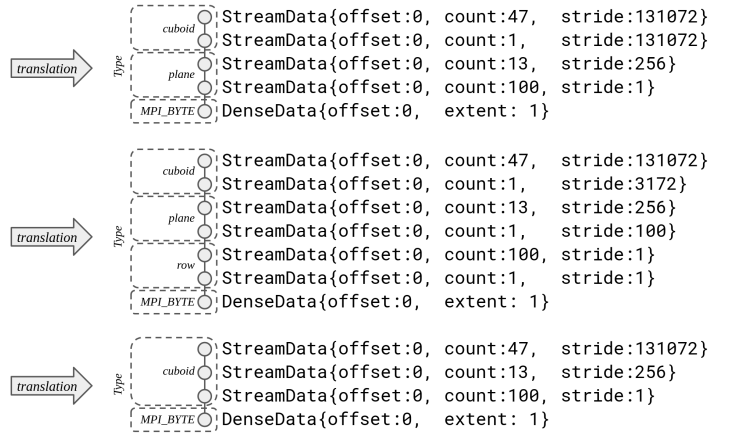 cuboid StreamData{offset:0, count:47, stride:131072}
StreamData{offset:0, count:1, stride:131072}
translation Type plane StreamData{offset:0, count:13, stride:256}
StreamData{offset:0, count:100, stride:1}
MPI_BYTE DenseData{offset:0, extent: 1}
cuboid StreamData{offset:0, count:47, stride:131072}
StreamData{offset:0, count:1, stride:3172}
plane StreamData{offset:0, count:13, stride:256}
translation Type StreamData{offset:0, count:1, stride:100}
row StreamData{offset:0, count:100, stride:1}
StreamData{offset:0, count:1, stride:1}
MPI_BYTE DenseData{offset:0, extent: 1}
StreamData{offset:0, count:47, stride:131072}
cuboid StreamData{offset:0, count:13, stride:256}
translation Type StreamData{offset:0, count:100, stride:1}
MPI_BYTE DenseData{offset:0, extent: 1}